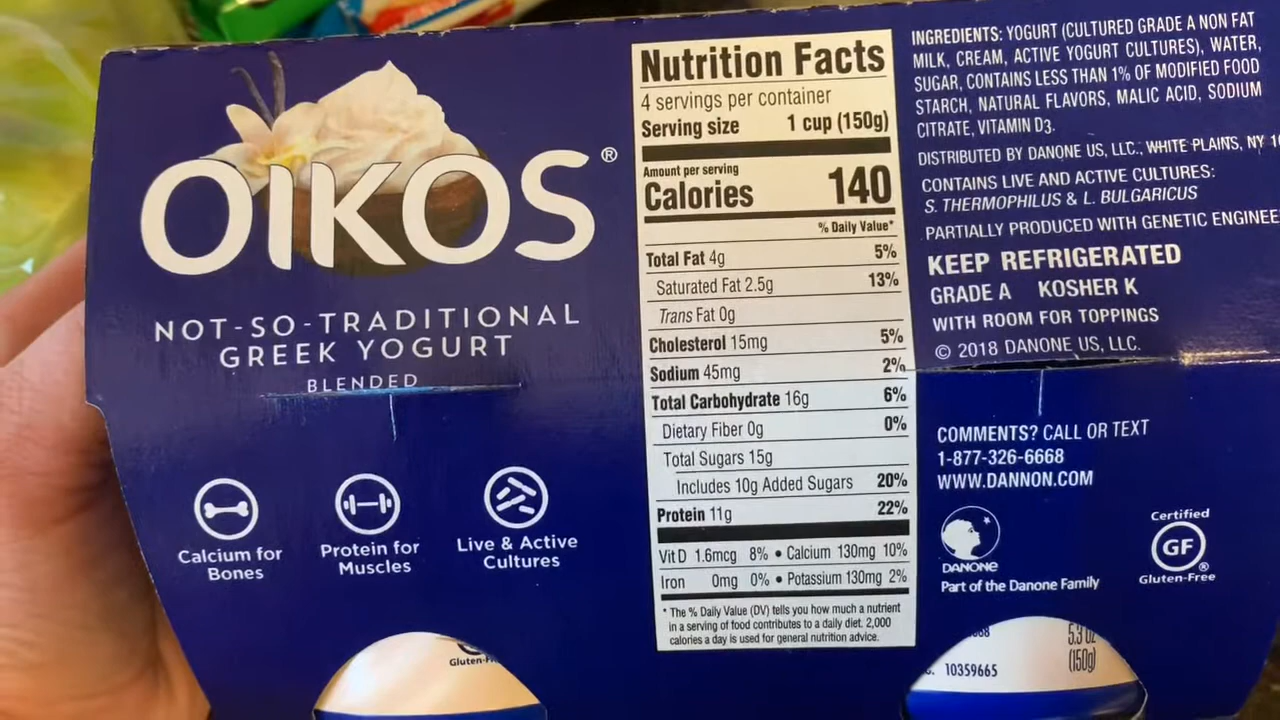 OIKOS®
NOT-SO-TRADITIONAL
GREEK YOGURT
BLENDED
Calcium for
Bones
Protein for
Muscles
Live & Active
Cultures
Nutrition Facts
4 servings per container
Serving size 1 cup (150g)
Amount per serving
Calories 140
% Daily Value*
Total Fat 4g 5%
Saturated Fat 2.5g 13%
Trans Fat 0g
Cholesterol 15mg 5%
Sodium 45mg 2%
Total Carbohydrate 16g 6%
Dietary Fiber 0g 0%
Total Sugars 15g
Includes 10g Added Sugars 20%
Protein 11g 22%
Vit D 1.6mcg 8% • Calcium 130mg 10%
Iron 0mg 0% • Potassium 130mg 2%
* The % Daily Value (DV) tells you how much a nutrient
in a serving of food contributes to a daily diet. 2,000
calories a day is used for general nutrition advice.
INGREDIENTS: YOGURT (CULTURED GRADE A NON FAT
MILK, CREAM, ACTIVE YOGURT CULTURES), WATER,
SUGAR, CONTAINS LESS THAN 1% OF MODIFIED FOOD
STARCH, NATURAL FLAVORS, MALIC ACID, SODIUM
CITRATE, VITAMIN D3.
DISTRIBUTED BY DANONE US, LLC., WHITE PLAINS, NY
CONTAINS LIVE AND ACTIVE CULTURES:
S. THERMOPHILUS & L. BULGARICUS
PARTIALLY PRODUCED WITH GENETIC
KEEP REFRIGERATED
GRADE A KOSHER K
WITH ROOM FOR TOPPINGS
© 2018 DANONE US, LLC.
COMMENTS? CALL OR TEXT
1-877-326-6668
WWW.DANNON.COM
DANONE
Part of the Danone Family
Certified
GF®
Gluten-Free
10359665
5.3 OZ
(150g)